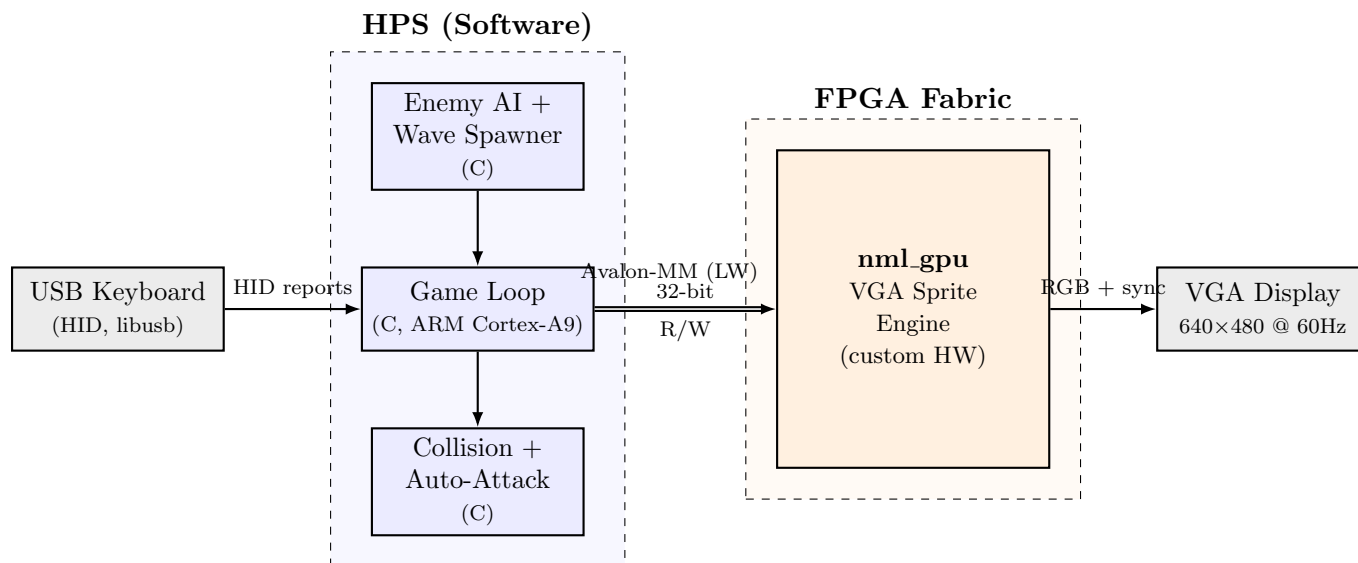 HPS (Software)
Enemy AI +
Wave Spawner
(C)
FPGA Fabric
USB Keyboard
(HID, libusb)
HID reports
Game Loop
(C, ARM Cortex-A9)
Avalon-MM (LW)
32-bit
R/W
nml_gpu
VGA Sprite
Engine
(custom HW)
RGB + sync
VGA Display
640×480 @ 60Hz
Collision +
Auto-Attack
(C)